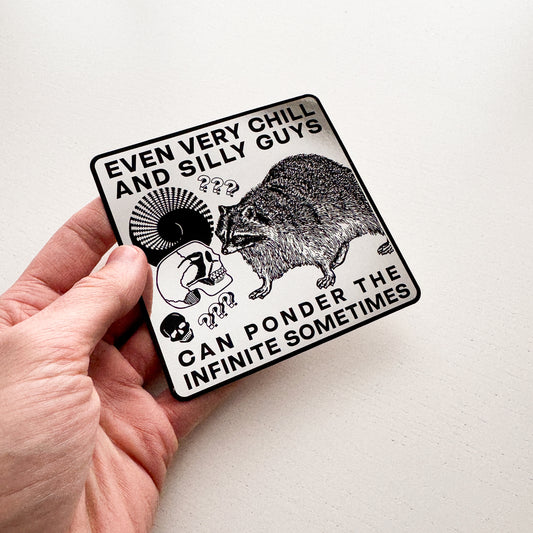 EVEN VERY CHILL
AND SILLY GUYS
???
???
CAN PONDER THE
INFINITE SOMETIMES